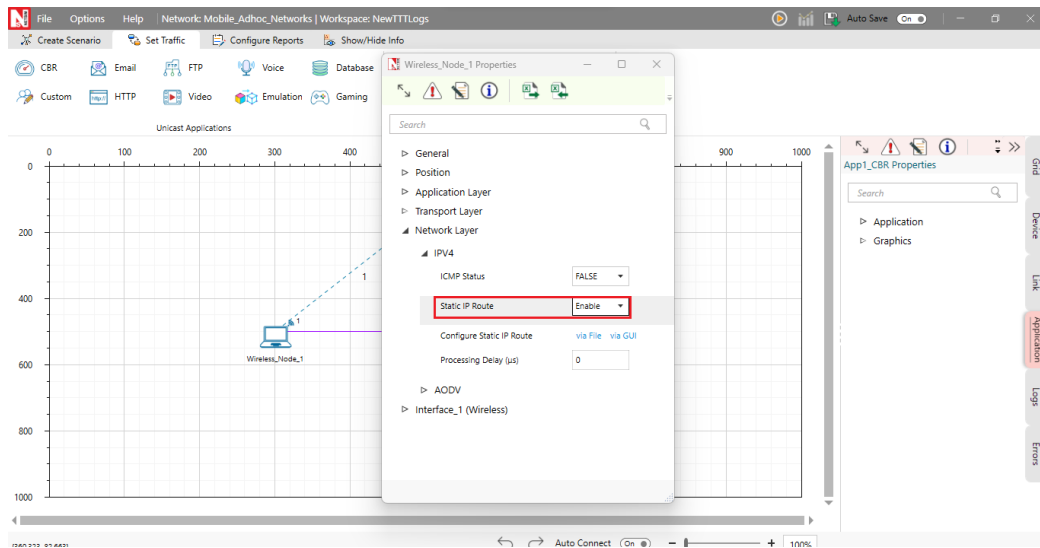 File Options Help Network: Mobile_Adhoc_Networks | Workspace: NewTTTLogs Auto Save On
Create Scenario Set Traffic Configure Reports Show/Hide Info
CBR Email FTP Voice Database
Custom HTTP Video Emulation Gaming
Unicast Applications
Wireless_Node_1 Properties
Search
General
Position
Application Layer
Transport Layer
Network Layer
IPV4
ICMP Status FALSE
Static IP Route Enable
Configure Static IP Route via File via GUI
Processing Delay (µs) 0
AODV
Interface_1 (Wireless)
0 100 200 300 400 900 1000
0
200
400
600
800
1000
1
1
Wireless_Node_1
App1_CBR Properties
Search
Application
Graphics
Grid
Device
Link
Application
Logs
Errors
Auto Connect On 100%